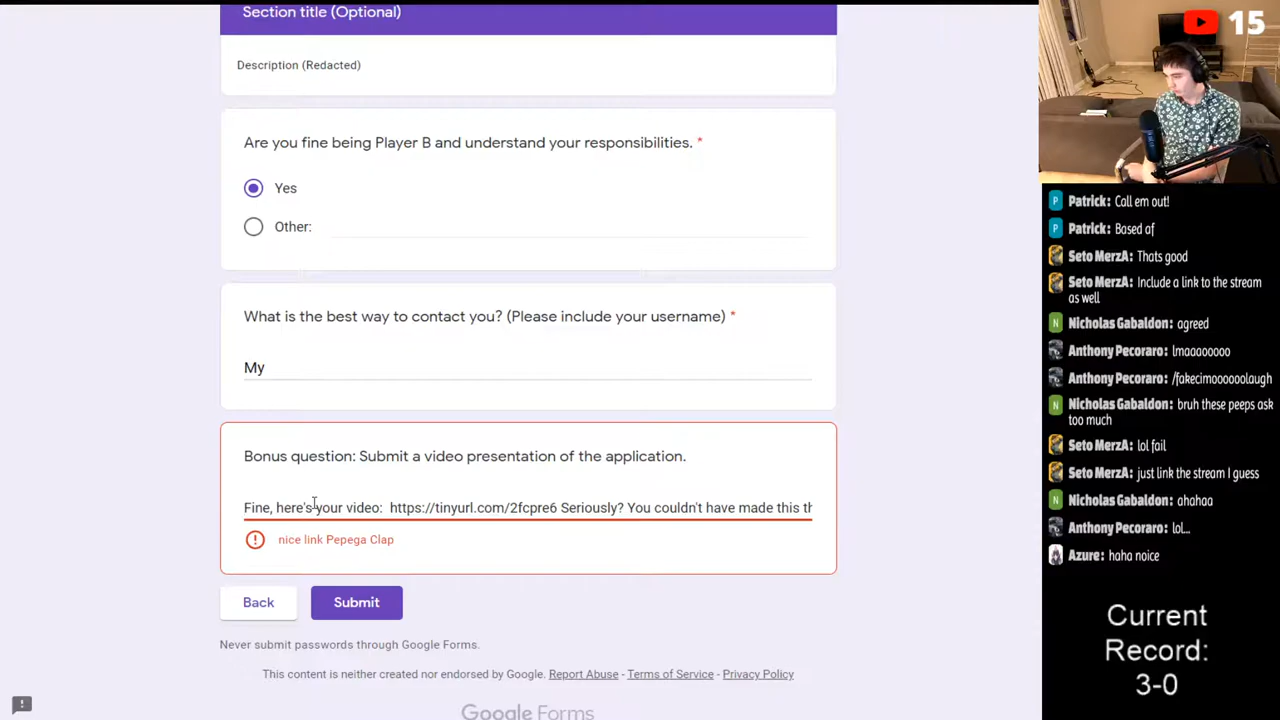 Section title (Optional)
Description (Redacted)
Are you fine being Player B and understand your responsibilities. *
Yes
Other:
What is the best way to contact you? (Please include your username) *
My
Bonus question: Submit a video presentation of the application.
Fine, here's your video:  https://tinyurl.com/2fcpre6 Seriously? You couldn't have made this th
nice link Pepega Clap
Back
Submit
Never submit passwords through Google Forms.
This content is neither created nor endorsed by Google. Report Abuse - Terms of Service - Privacy Policy
Google Forms
15
Patrick: Call em out!
Patrick: Based af
Seto MerzA: Thats good
Seto MerzA: Include a link to the stream
as well
Nicholas Gabaldon: agreed
Anthony Pecoraro: lmaaooooo
Anthony Pecoraro: /fakecimoooooolaugh
Nicholas Gabaldon: bruh these peeps ask
too much
Seto MerzA: lol fail
Seto MerzA: just link the stream I guess
Nicholas Gabaldon: ahahaa
Anthony Pecoraro: lol...
Azure: haha noice
Current
Record:
3-0